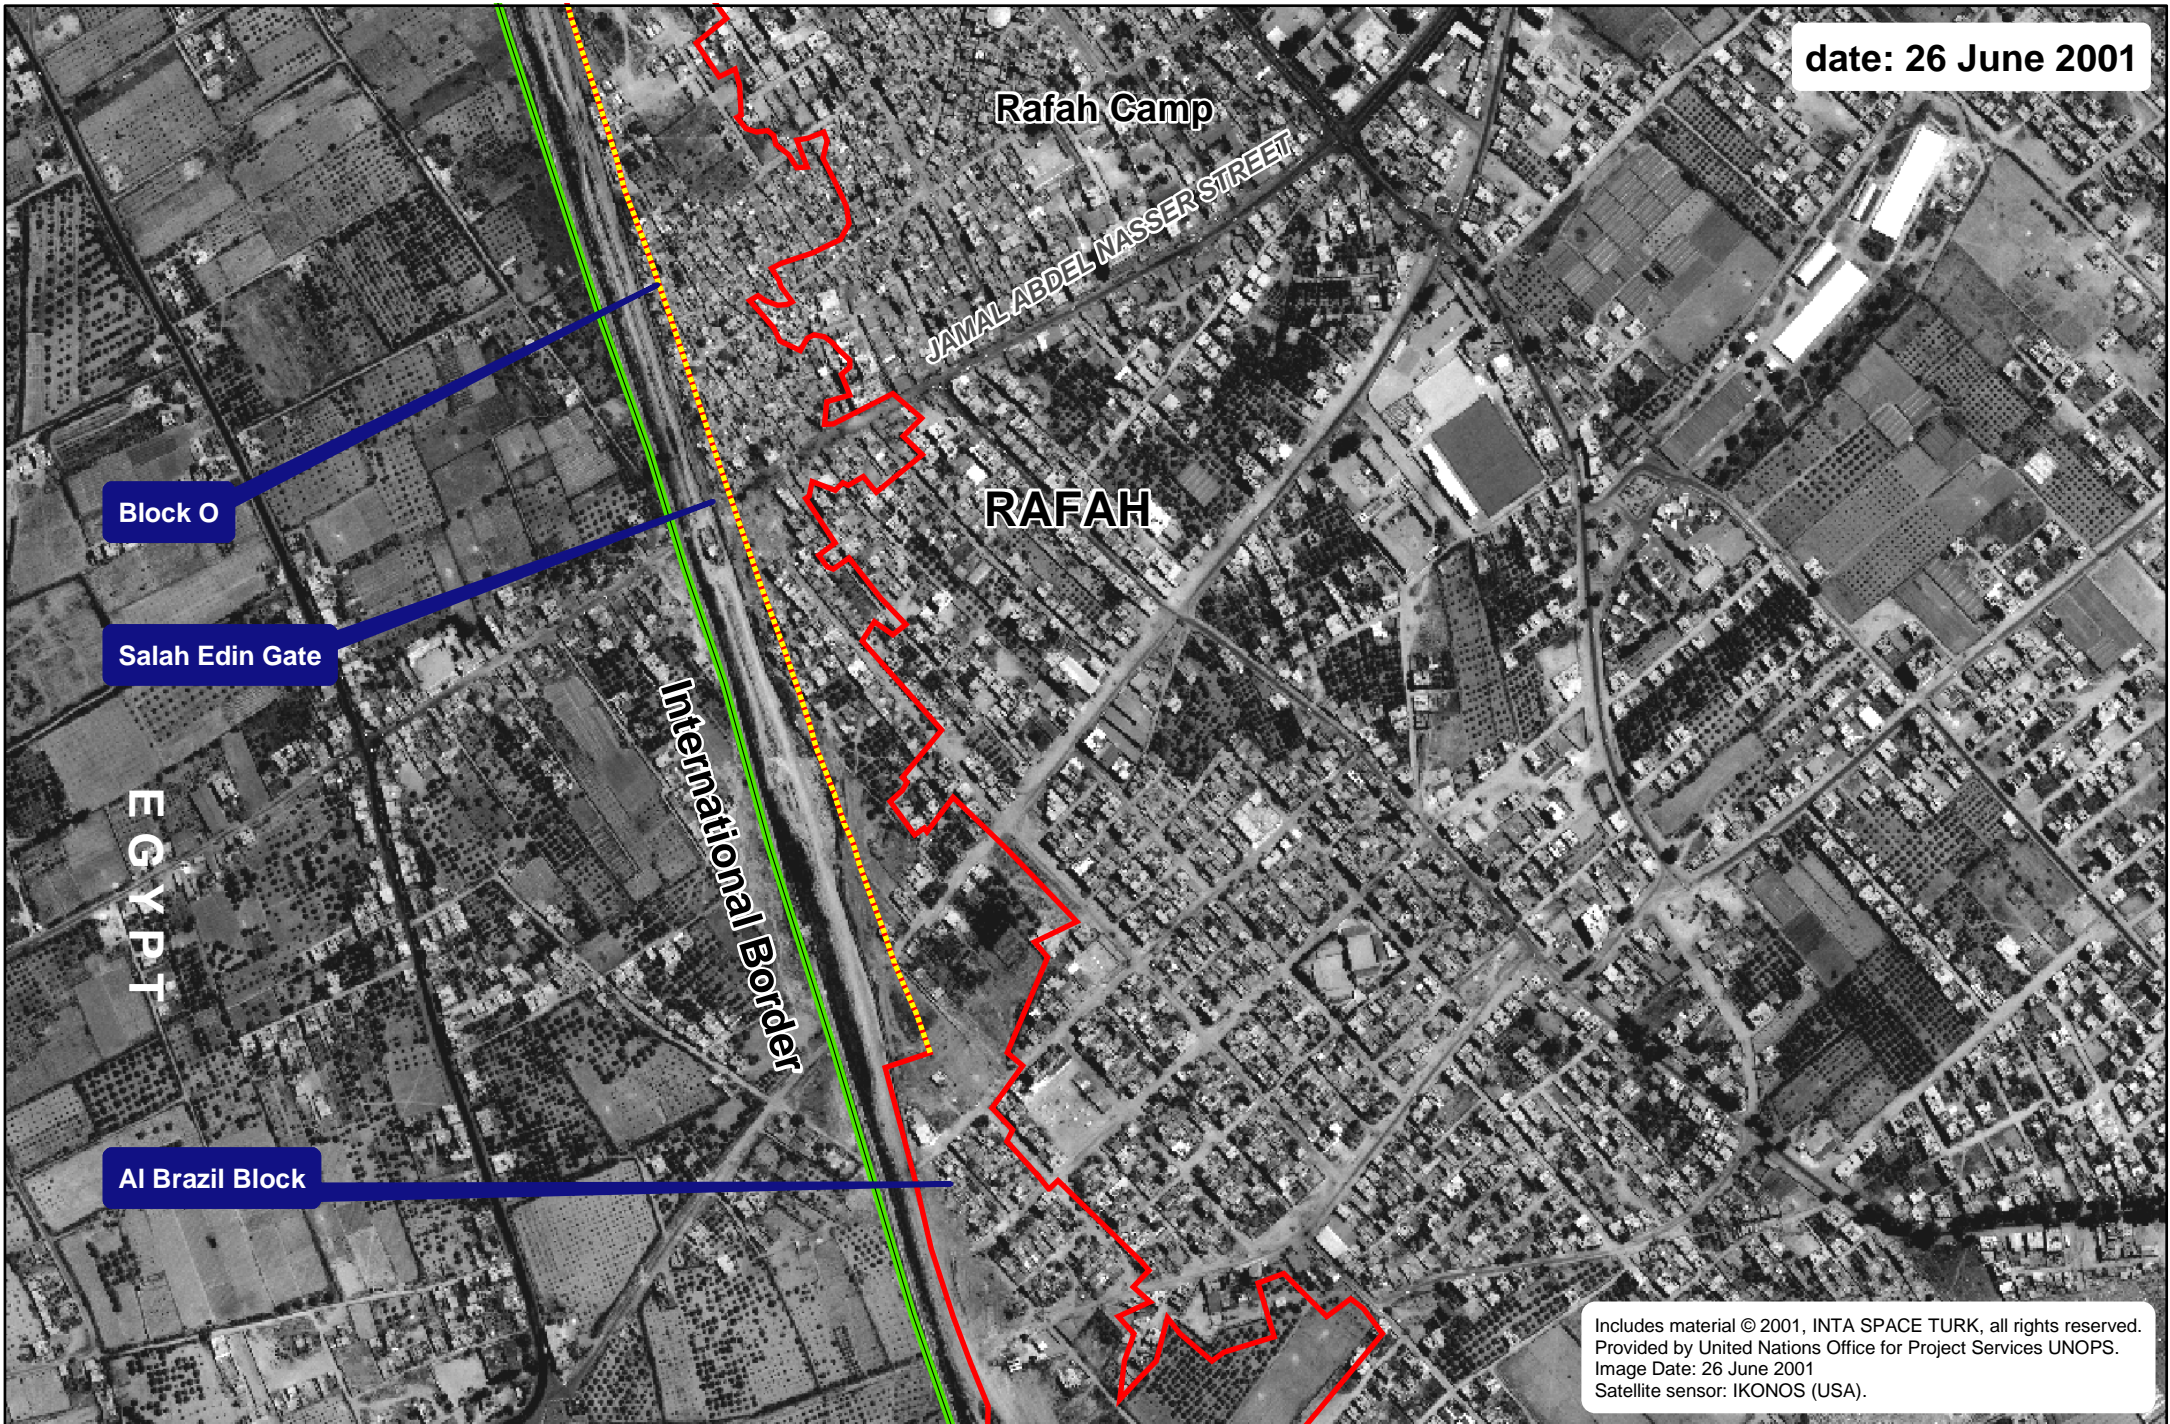 date: 26 June 2001
Rafah Camp
JAMAL ABDEL NASSER STREET
Block O
RAFAH
Salah Edin Gate
International Border
EGYPT
Al Brazil Block
Includes material © 2001, INTA SPACE TURK, all rights reserved.
Provided by United Nations Office for Project Services UNOPS.
Image Date: 26 June 2001
Satellite sensor: IKONOS (USA).